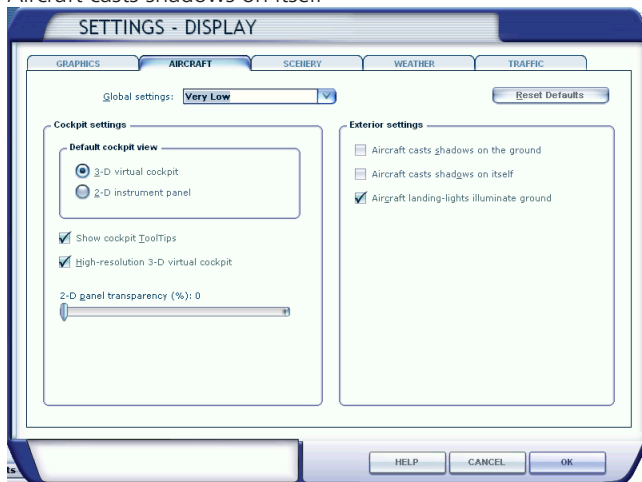 Aircraft casts shadows on itself
SETTINGS - DISPLAY
GRAPHICS
AIRCRAFT
SCENERY
WEATHER
TRAFFIC
Global settings: Very Low
Reset Defaults
Cockpit settings
Default cockpit view
3-D virtual cockpit
2-D instrument panel
Show cockpit ToolTips
High-resolution 3-D virtual cockpit
2-D panel transparency (%): 0
Exterior settings
Aircraft casts shadows on the ground
Aircraft casts shadows on itself
Aircraft landing-lights illuminate ground
HELP
CANCEL
OK